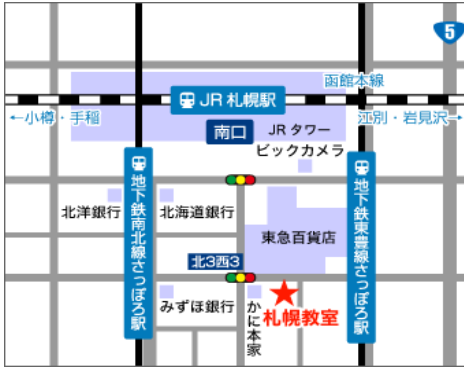 5
函館本線
JR 札幌駅
←小樽・手稲
江別・岩見沢→
南口
JRタワー
ビックカメラ
地下鉄南北線さっぽろ駅
地下鉄東豊線さっぽろ駅
北洋銀行
北海道銀行
東急百貨店
北3西3
みずほ銀行
かに本家
札幌教室